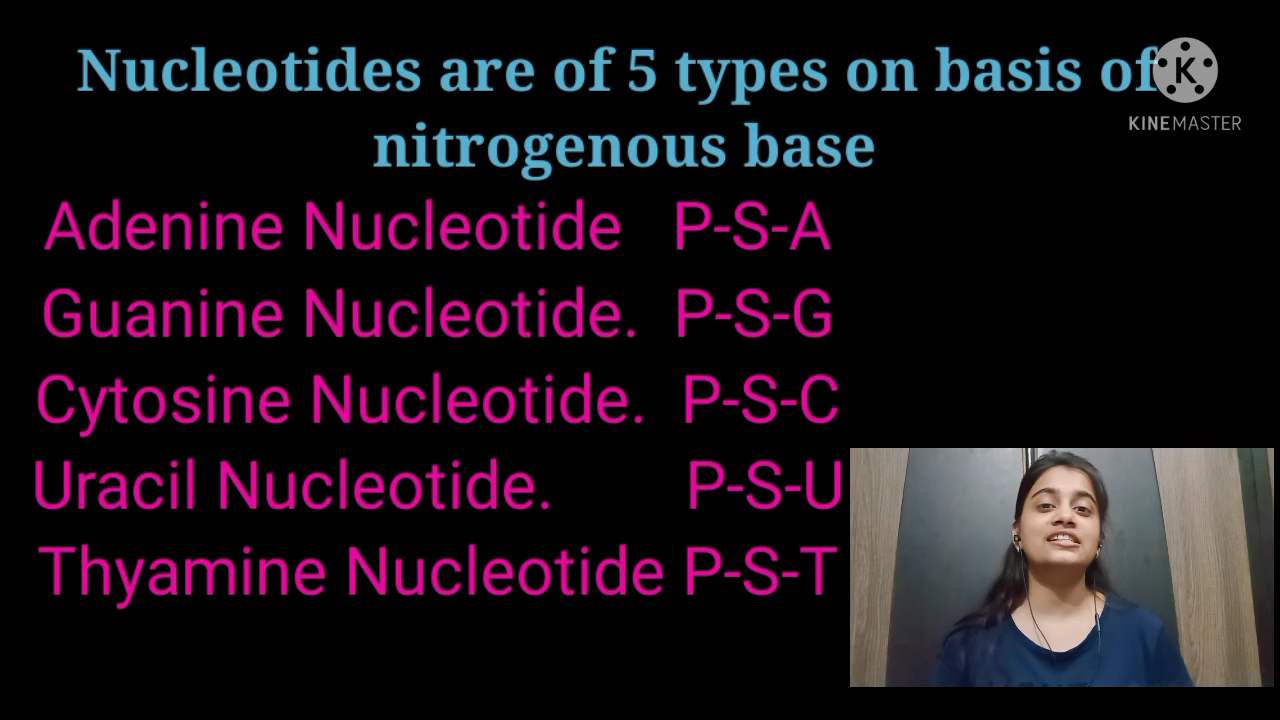 Nucleotides are of 5 types on basis of
nitrogenous base
KINEMASTER
Adenine Nucleotide P-S-A
Guanine Nucleotide. P-S-G
Cytosine Nucleotide. P-S-C
Uracil Nucleotide. P-S-U
Thyamine Nucleotide P-S-T